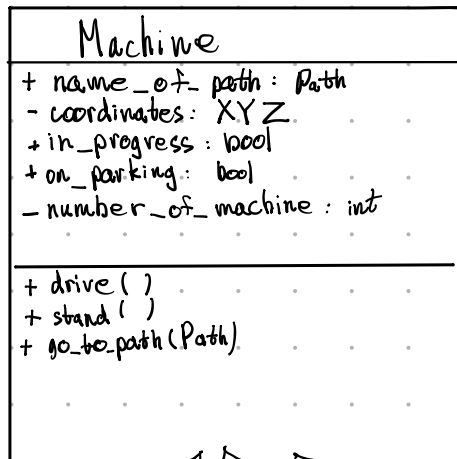 Machine
+ name_of_path: Path
- coordinates: XYZ
+ in_progress: bool
+ on_parking: bool
- number_of_machine: int
+ drive()
+ stand()
+ go_to_path(Path)